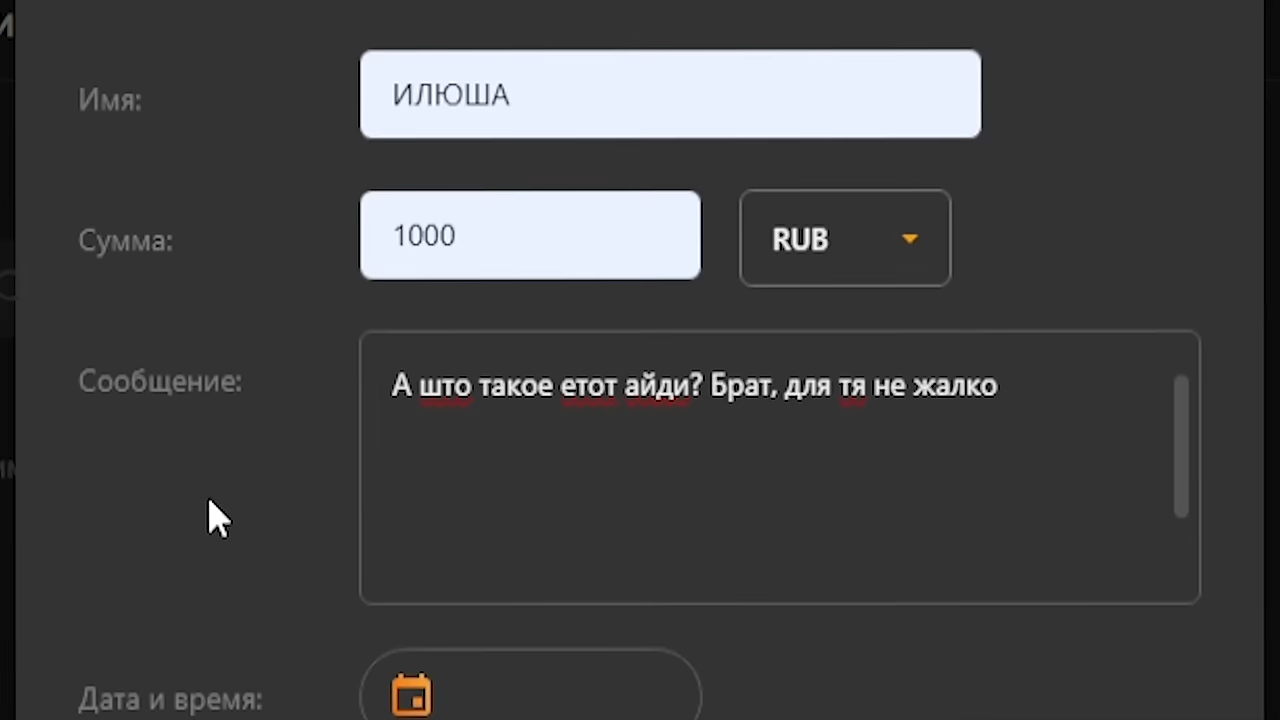 Имя:
ИЛЮША
Сумма:
1000
RUB
Сообщение:
А што такое етот айди? Брат, для тя не жалко
Дата и время: